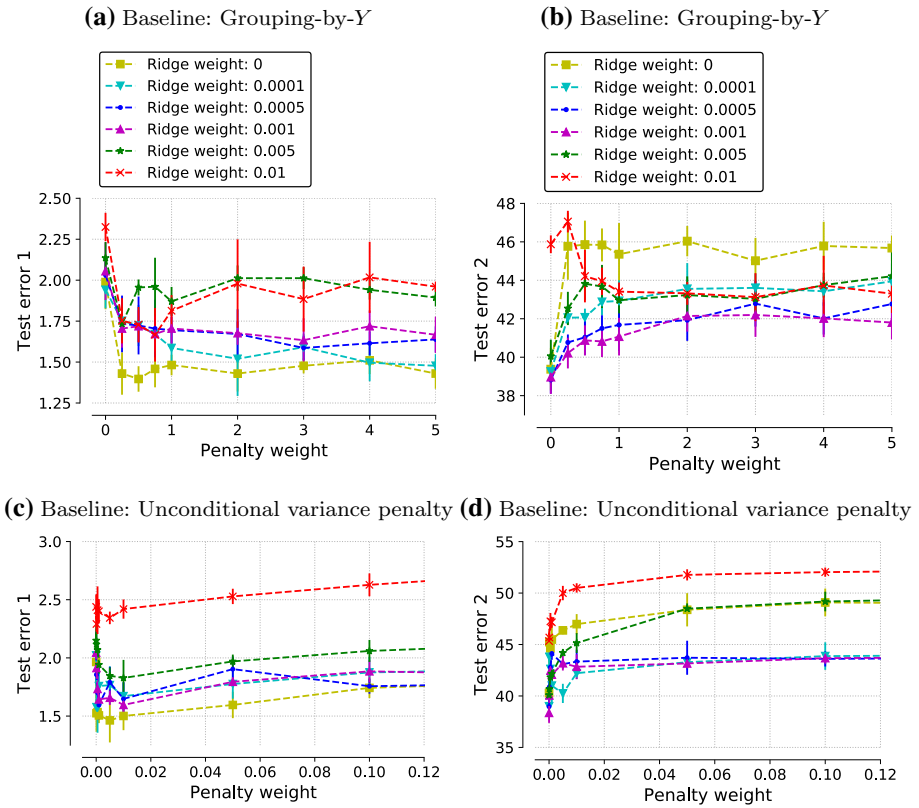 (a) Baseline: Grouping-by-Y
Ridge weight: 0
Ridge weight: 0.0001
Ridge weight: 0.0005
Ridge weight: 0.001
Ridge weight: 0.005
Ridge weight: 0.01
2.50
2.25
2.00
1.75
1.50
1.25
Test error 1
0 1 2 3 4 5
Penalty weight
(b) Baseline: Grouping-by-Y
Ridge weight: 0
Ridge weight: 0.0001
Ridge weight: 0.0005
Ridge weight: 0.001
Ridge weight: 0.005
Ridge weight: 0.01
48
46
44
42
40
38
Test error 2
0 1 2 3 4 5
Penalty weight
(c) Baseline: Unconditional variance penalty
3.0
2.5
2.0
1.5
Test error 1
0.00 0.02 0.04 0.06 0.08 0.10 0.12
Penalty weight
(d) Baseline: Unconditional variance penalty
55
50
45
40
35
Test error 2
0.00 0.02 0.04 0.06 0.08 0.10 0.12
Penalty weight